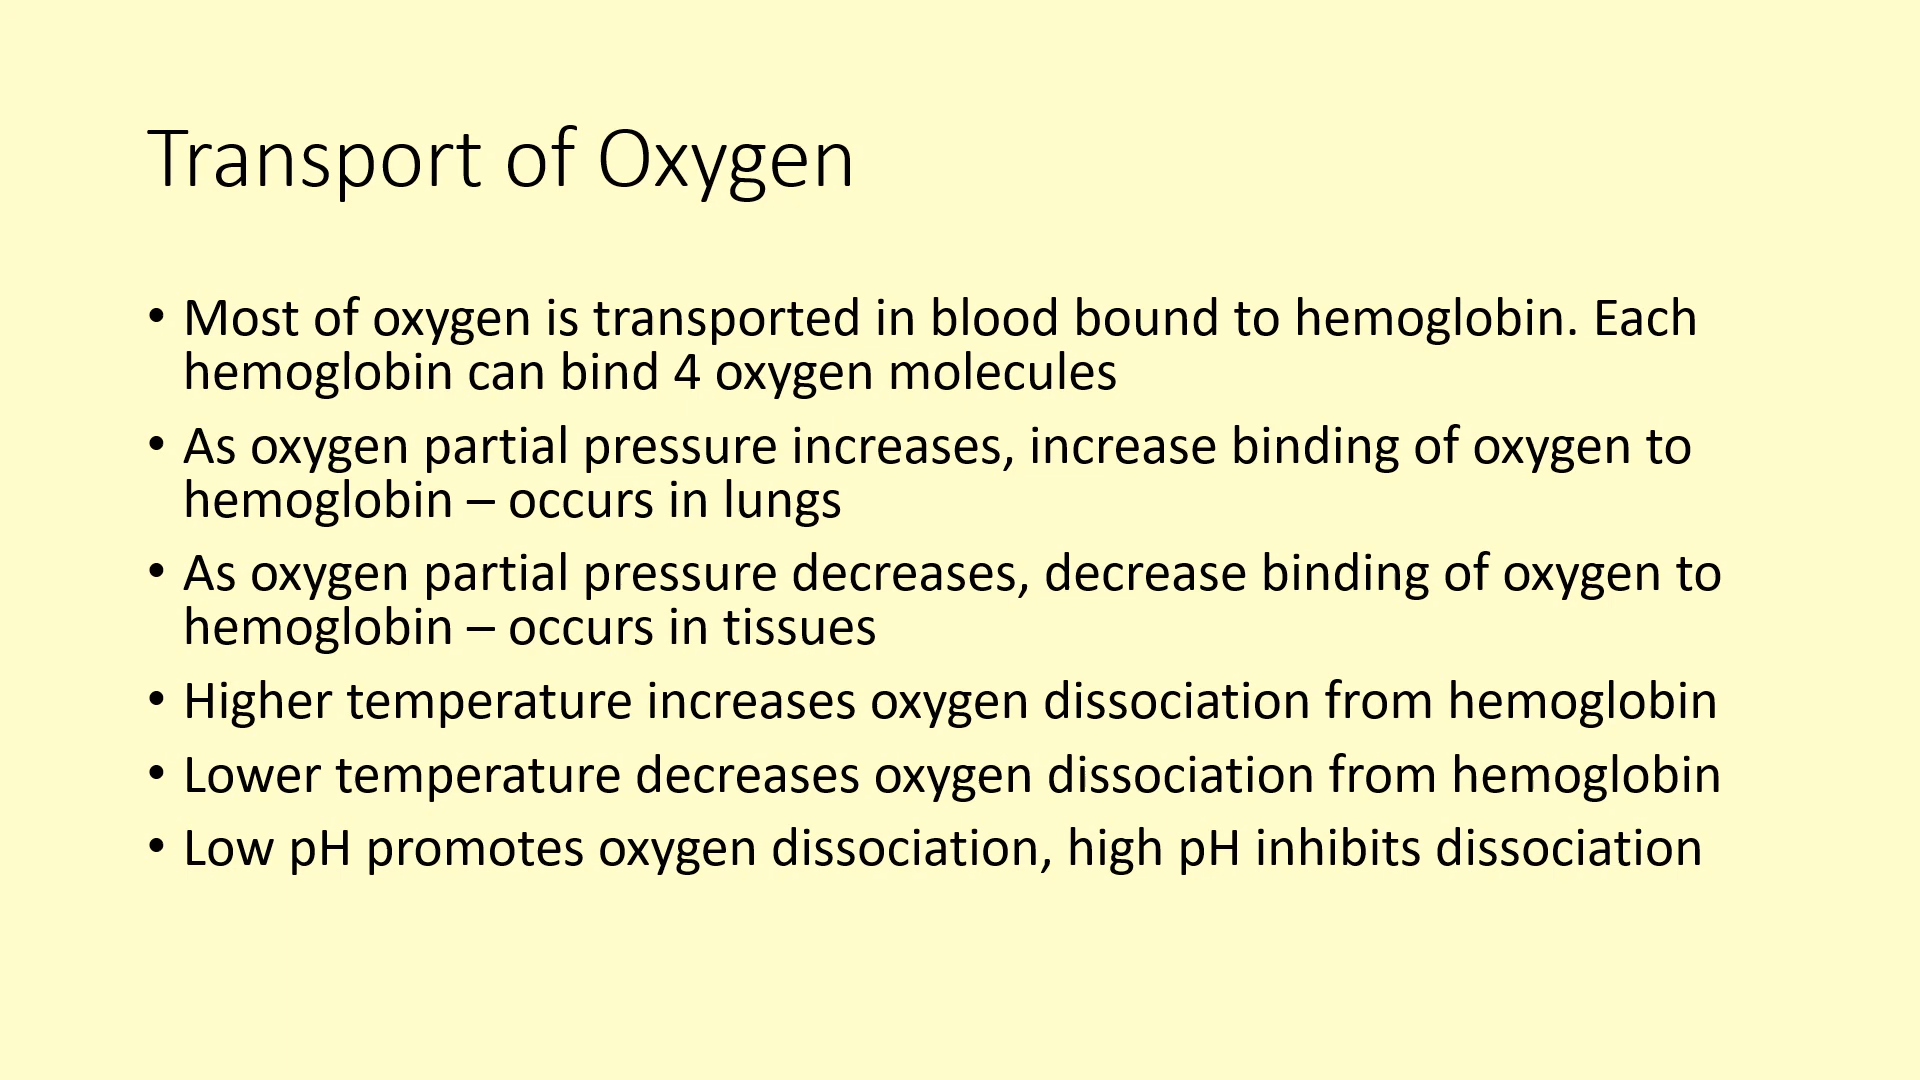 Transport of Oxygen
• Most of oxygen is transported in blood bound to hemoglobin. Each
hemoglobin can bind 4 oxygen molecules
• As oxygen partial pressure increases, increase binding of oxygen to
hemoglobin – occurs in lungs
• As oxygen partial pressure decreases, decrease binding of oxygen to
hemoglobin – occurs in tissues
• Higher temperature increases oxygen dissociation from hemoglobin
• Lower temperature decreases oxygen dissociation from hemoglobin
• Low pH promotes oxygen dissociation, high pH inhibits dissociation